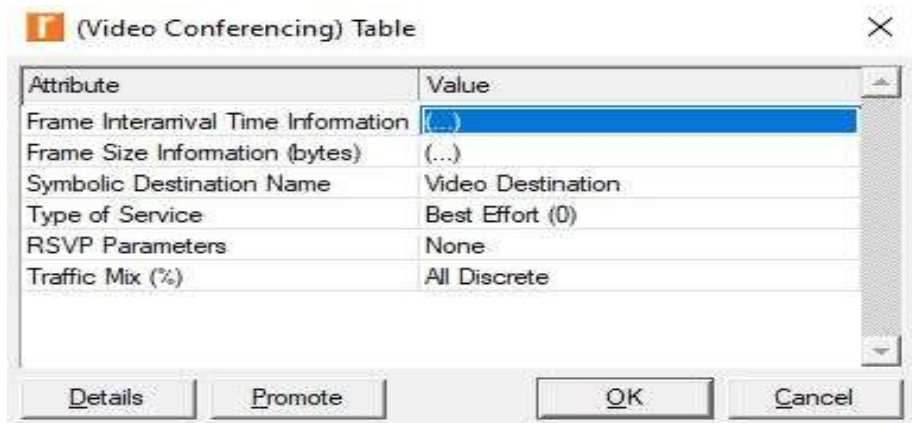 (Video Conferencing) Table
Attribute Value
Frame Interarrival Time Information (...)
Frame Size Information (bytes) (...)
Symbolic Destination Name Video Destination
Type of Service Best Effort (0)
RSVP Parameters None
Traffic Mix (%) All Discrete
Details Promote OK Cancel